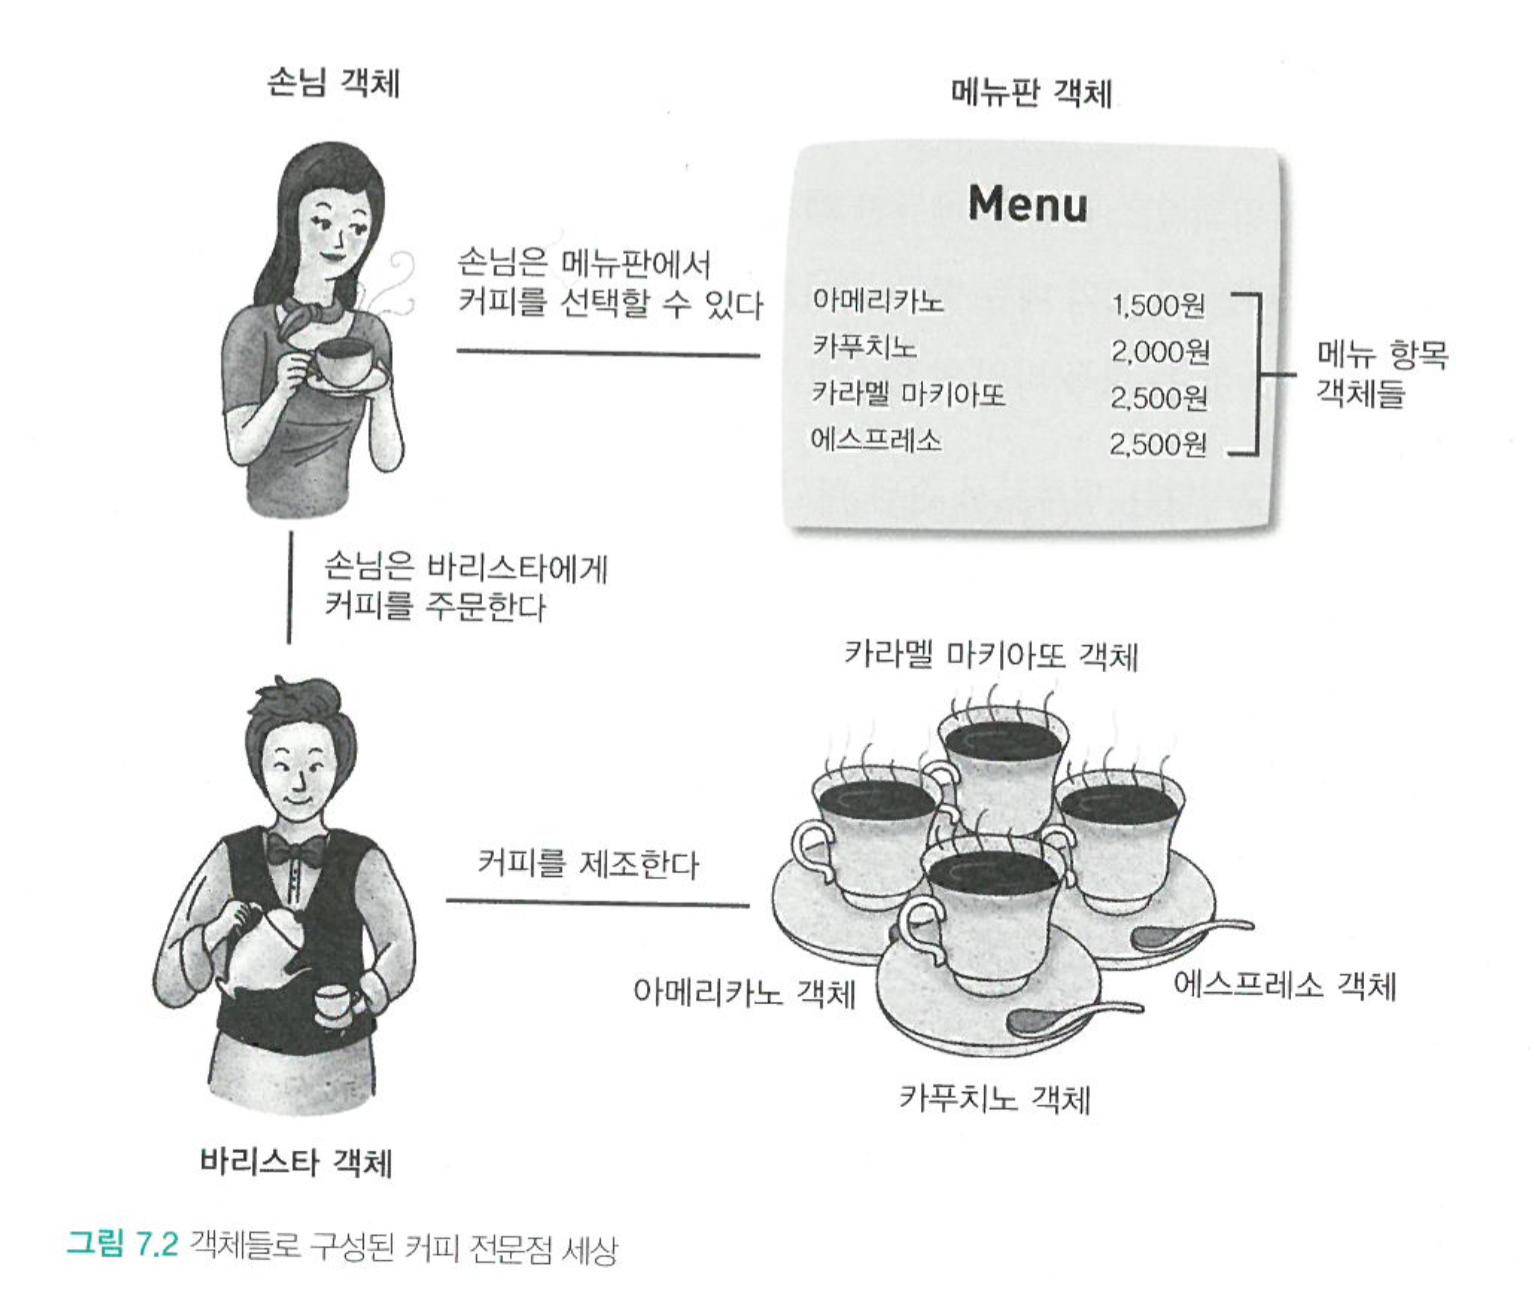 손님 객체
메뉴판 객체
Menu
손님은 메뉴판에서
커피를 선택할 수 있다
아메리카노 1,500원
카푸치노 2,000원
카라멜 마키아또 2,500원
에스프레소 2,500원
메뉴 항목
객체들
손님은 바리스타에게
커피를 주문한다
카라멜 마키아또 객체
커피를 제조한다
아메리카노 객체
에스프레소 객체
카푸치노 객체
바리스타 객체
그림 7.2 객체들로 구성된 커피 전문점 세상